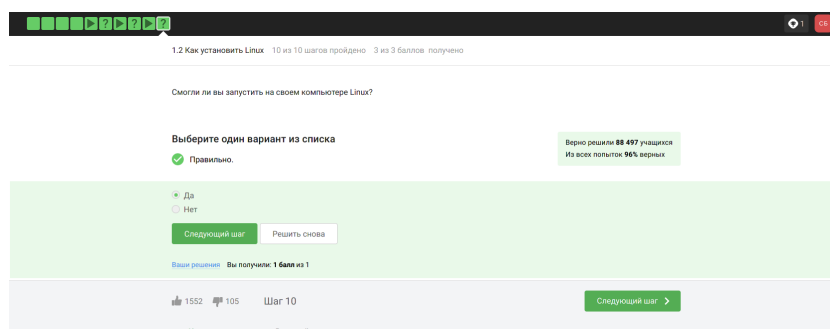 ? ? ?
1 СБ
1.2 Как установить Linux 10 из 10 шагов пройдено 3 из 3 баллов получено
Смогли ли вы запустить на своем компьютере Linux?
Выберите один вариант из списка
Правильно.
Верно решили 88 497 учащихся
Из всех попыток 96% верных
Да
Нет
Следующий шаг Решить снова
Ваши решения Вы получили: 1 балл из 1
1552 105 Шаг 10 Следующий шаг